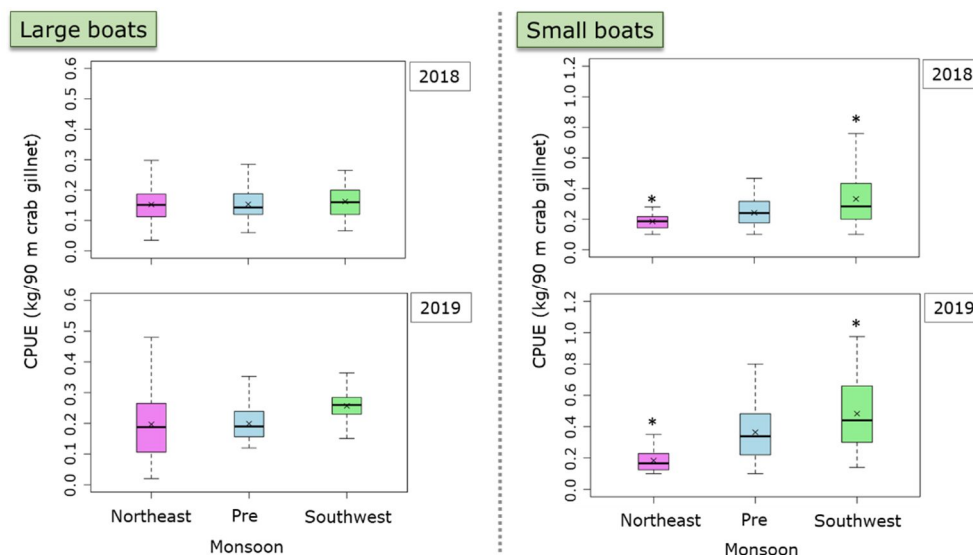 Large boats
2018
CPUE (kg/90 m crab gillnet)
0.0 0.1 0.2 0.3 0.4 0.5 0.6
2019
0.0 0.1 0.2 0.3 0.4 0.5 0.6
Northeast Pre Southwest
Monsoon
Small boats
2018
CPUE (kg/90 m crab gillnet)
0.0 0.2 0.4 0.6 0.8 1.0 1.2
* *
2019
0.0 0.2 0.4 0.6 0.8 1.0 1.2
* *
Northeast Pre Southwest
Monsoon